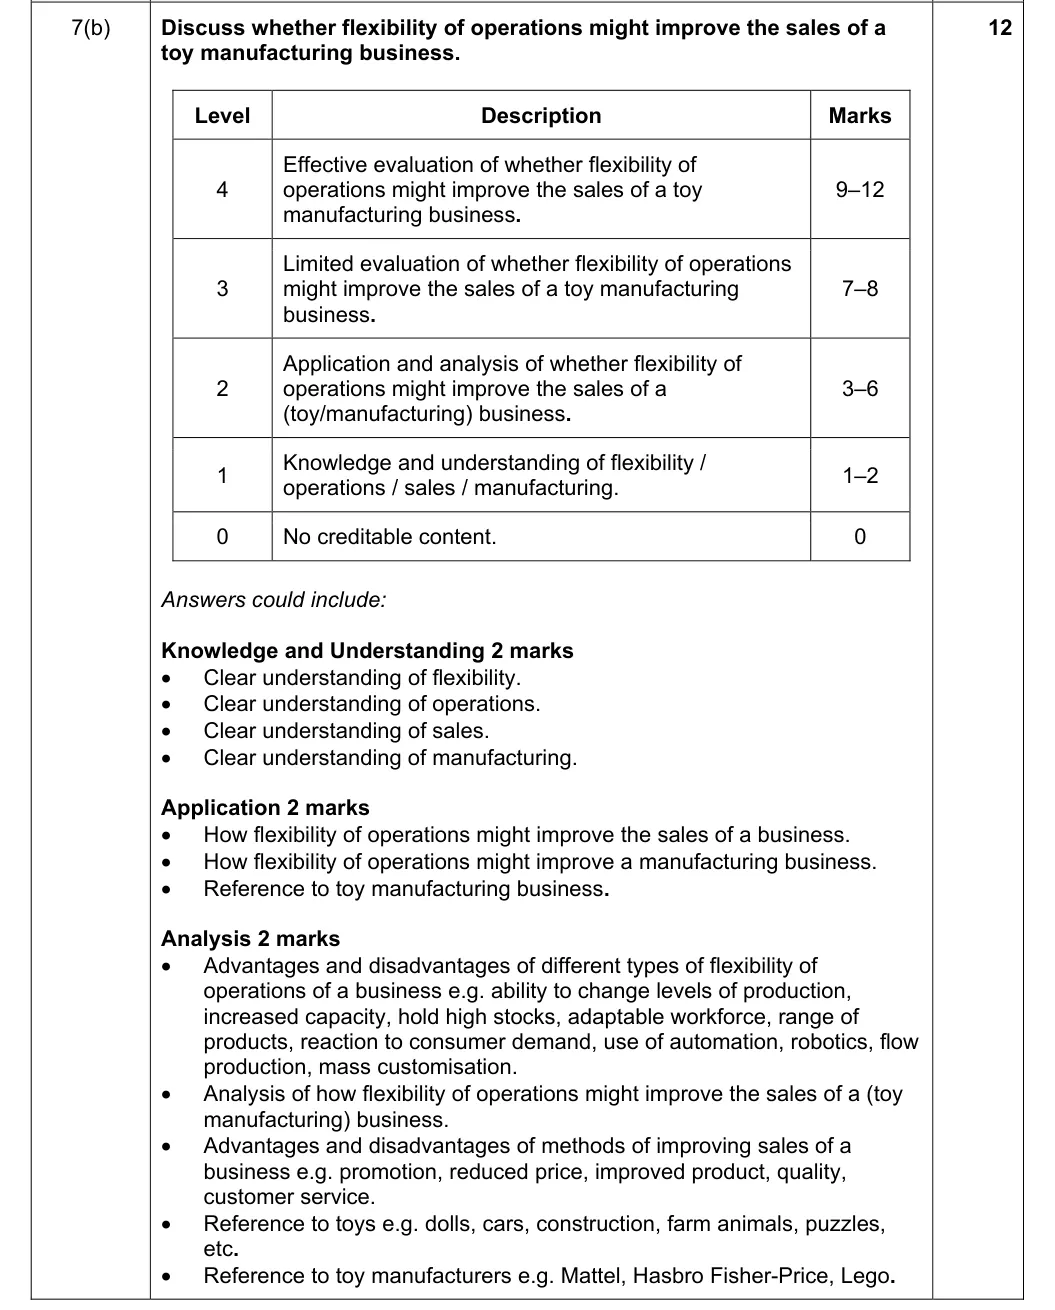 7(b) Discuss whether flexibility of operations might improve the sales of a 12
toy manufacturing business.
Level Description Marks
4 Effective evaluation of whether flexibility of
operations might improve the sales of a toy
manufacturing business. 9–12
3 Limited evaluation of whether flexibility of operations
might improve the sales of a toy manufacturing
business. 7–8
2 Application and analysis of whether flexibility of
operations might improve the sales of a
(toy/manufacturing) business. 3–6
1 Knowledge and understanding of flexibility /
operations / sales / manufacturing. 1–2
0 No creditable content. 0
Answers could include:
Knowledge and Understanding 2 marks
• Clear understanding of flexibility.
• Clear understanding of operations.
• Clear understanding of sales.
• Clear understanding of manufacturing.
Application 2 marks
• How flexibility of operations might improve the sales of a business.
• How flexibility of operations might improve a manufacturing business.
• Reference to toy manufacturing business.
Analysis 2 marks
• Advantages and disadvantages of different types of flexibility of
operations of a business e.g. ability to change levels of production,
increased capacity, hold high stocks, adaptable workforce, range of
products, reaction to consumer demand, use of automation, robotics, flow
production, mass customisation.
• Analysis of how flexibility of operations might improve the sales of a (toy
manufacturing) business.
• Advantages and disadvantages of methods of improving sales of a
business e.g. promotion, reduced price, improved product, quality,
customer service.
• Reference to toys e.g. dolls, cars, construction, farm animals, puzzles,
etc.
• Reference to toy manufacturers e.g. Mattel, Hasbro Fisher-Price, Lego.